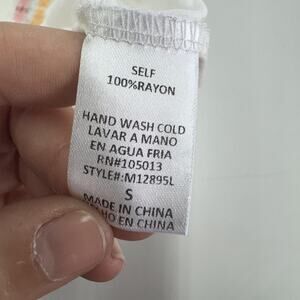 SELF
100%RAYON
HAND WASH COLD
LAVAR A MANO
EN AGUA FRIA
RN#105013
STYLE#:M12895L
S
MADE IN CHINA
HO EN CHINA